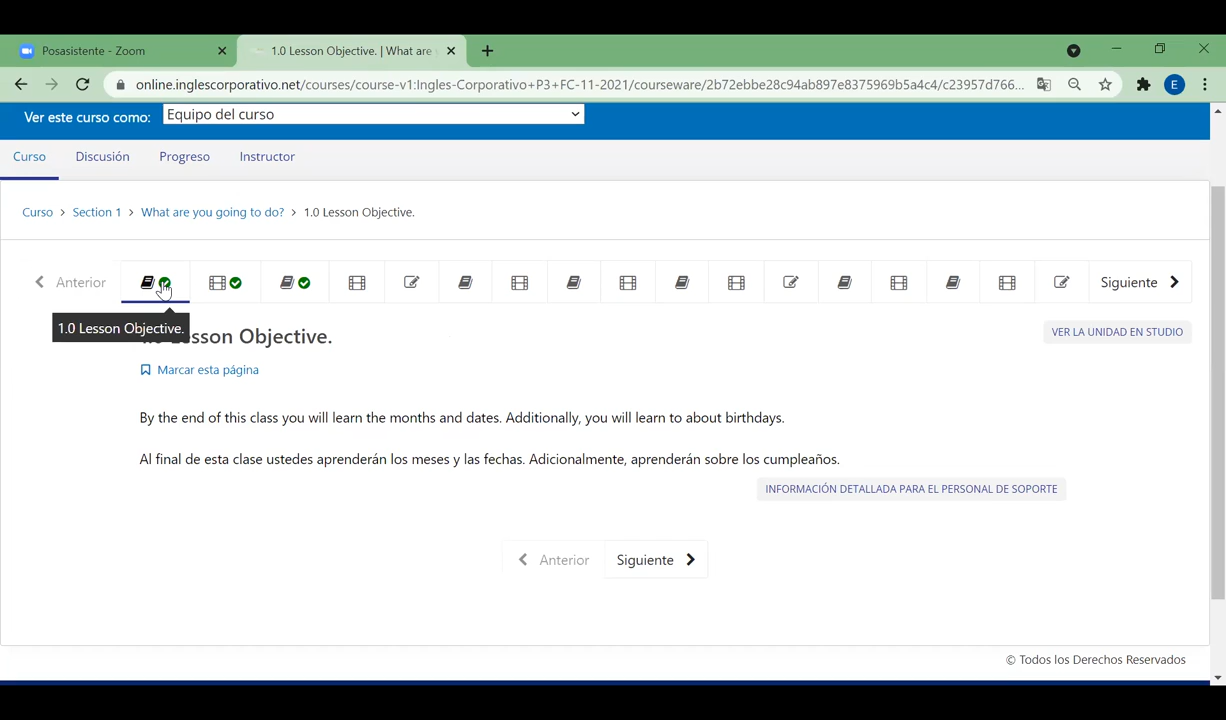 Posasistente - Zoom
1.0 Lesson Objective. | What are y
online.inglescorporativo.net/courses/course-v1:Ingles-Corporativo+P3+FC-11-2021/courseware/2b72ebbe28c94ab897e8375969b5a4c4/c23957d766...
E
Ver este curso como:
Equipo del curso
Curso
Discusión
Progreso
Instructor
Curso > Section 1 > What are you going to do? > 1.0 Lesson Objective.
Anterior
Siguiente
1.0 Lesson Objective.
Lesson Objective.
VER LA UNIDAD EN STUDIO
Marcar esta página
By the end of this class you will learn the months and dates. Additionally, you will learn to about birthdays.
Al final de esta clase ustedes aprenderán los meses y las fechas. Adicionalmente, aprenderán sobre los cumpleaños.
INFORMACIÓN DETALLADA PARA EL PERSONAL DE SOPORTE
Anterior
Siguiente
© Todos los Derechos Reservados